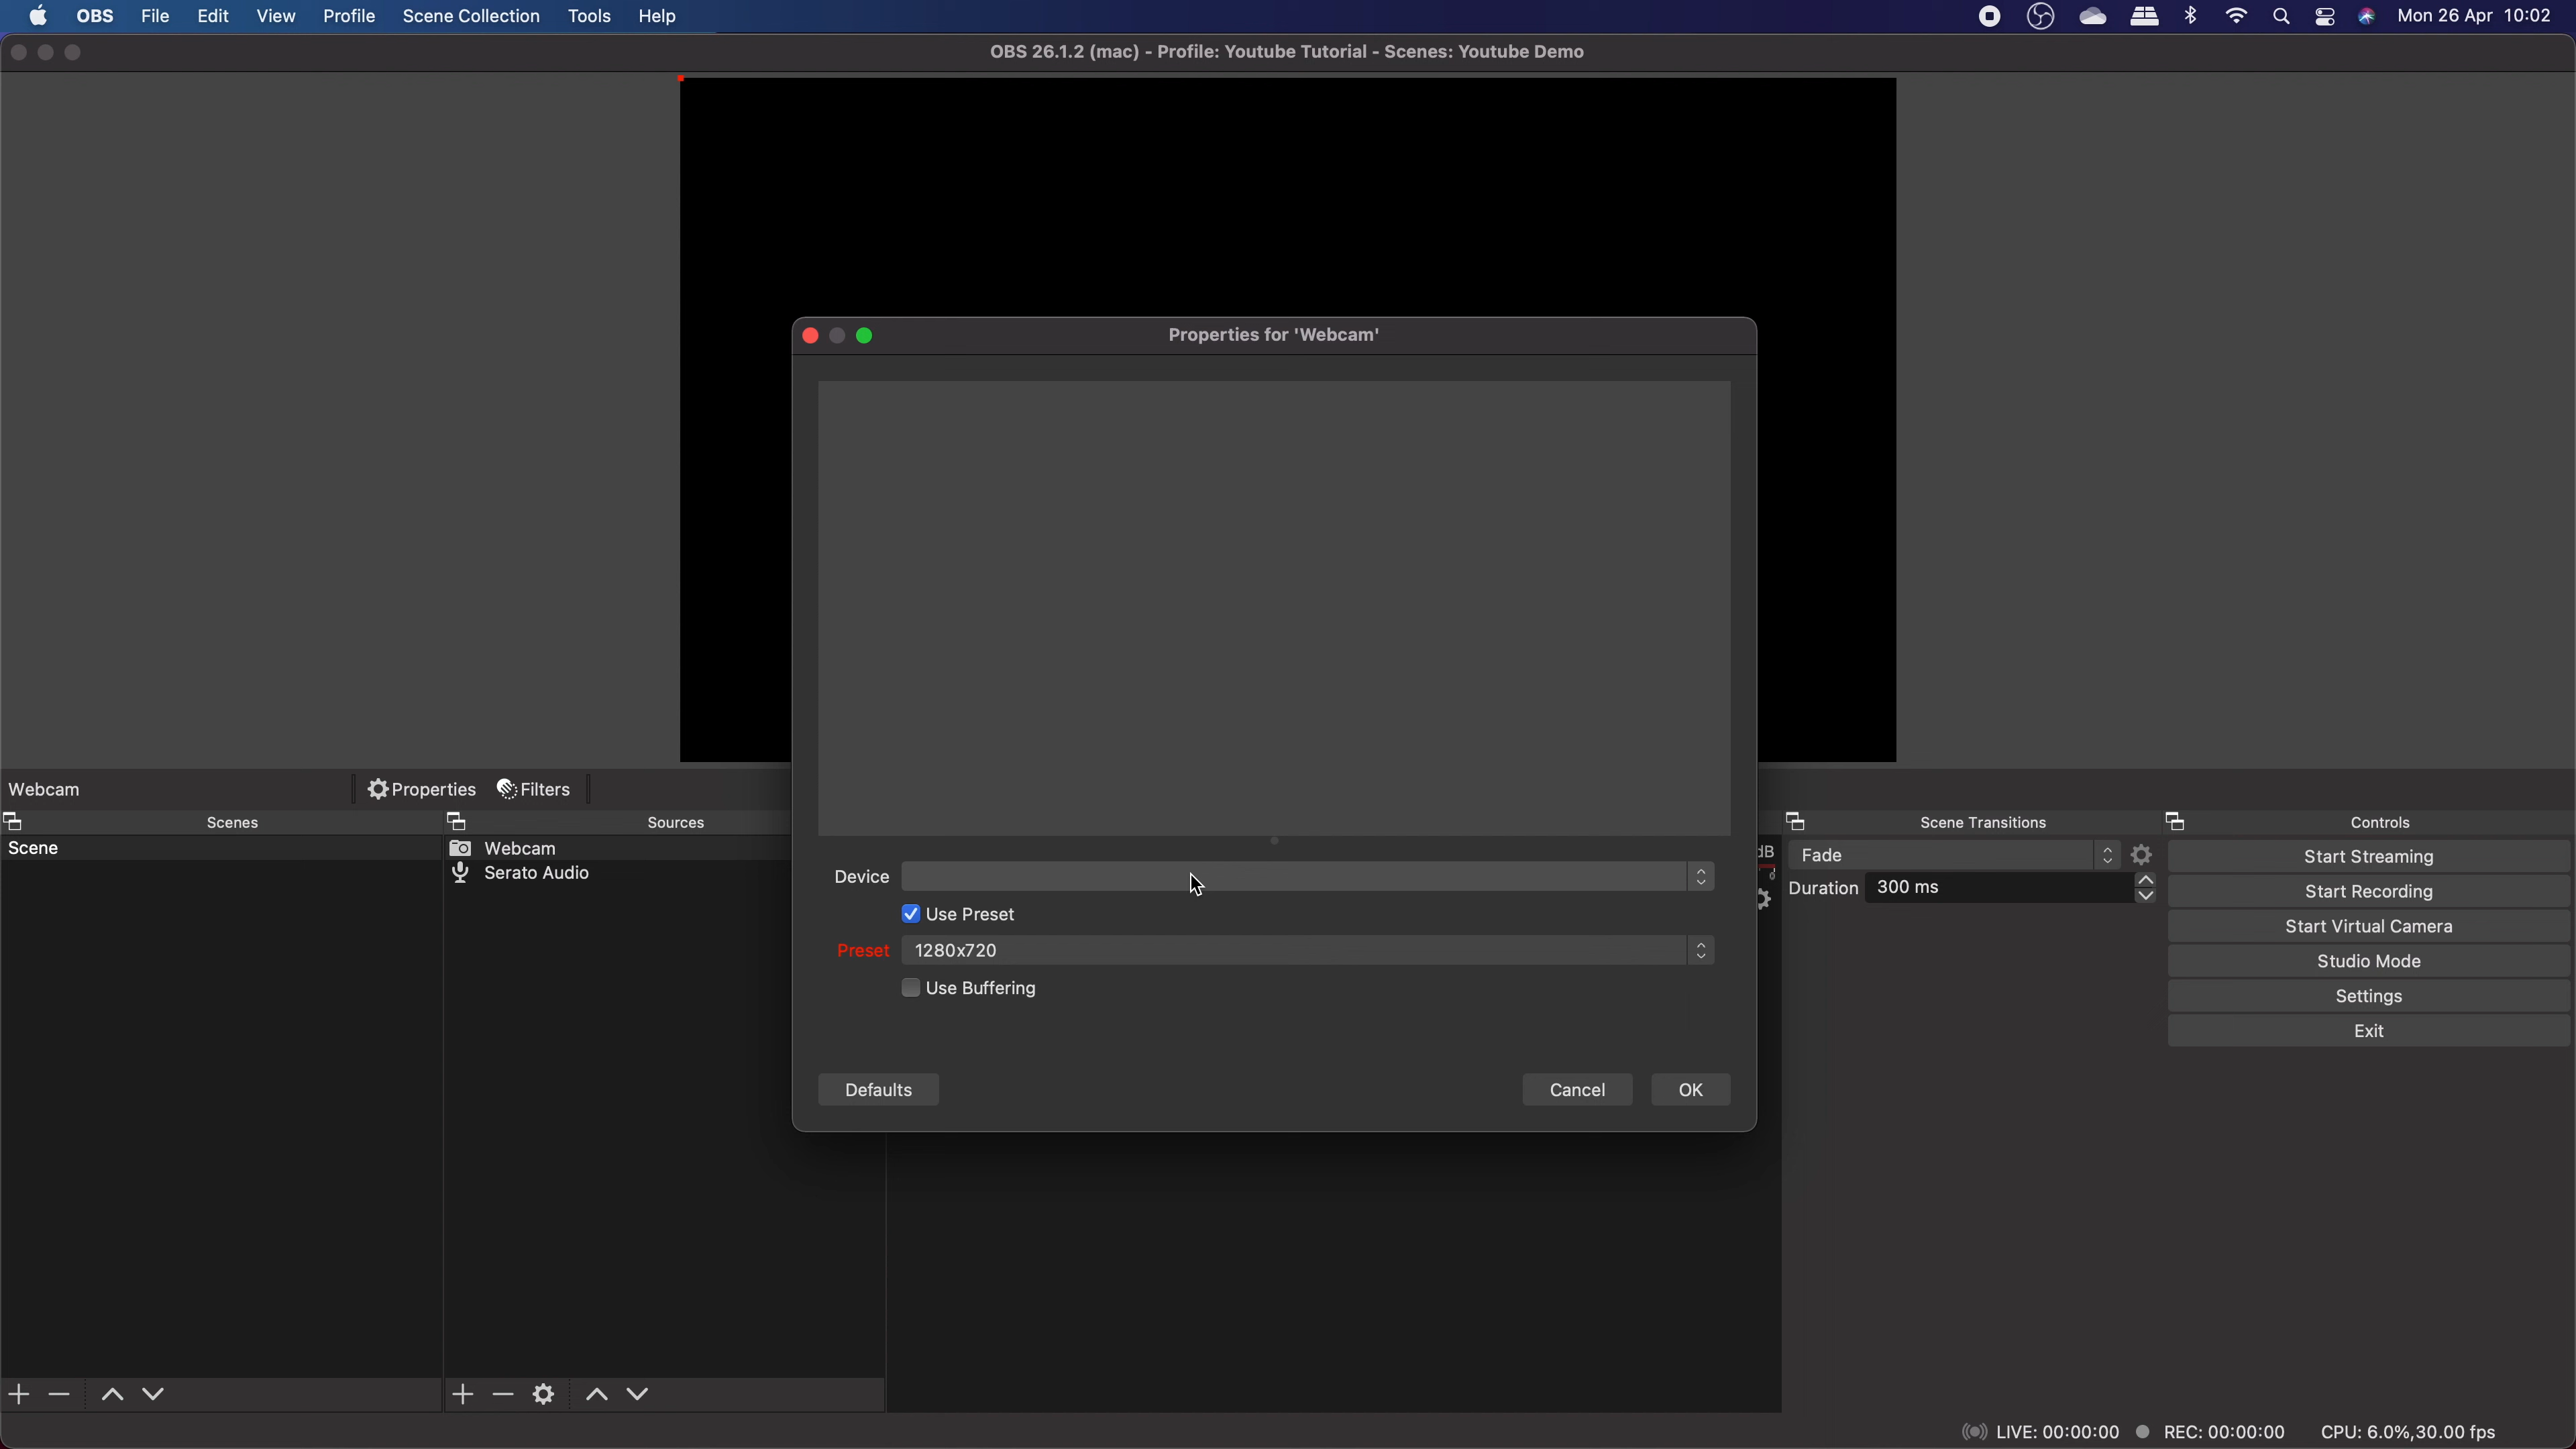 OBS File Edit View Profile Scene Collection Tools Help Mon 26 Apr 10:02
OBS 26.1.2 (mac) - Profile: Youtube Tutorial - Scenes: Youtube Demo
Properties for 'Webcam'
Webcam Properties Filters
Scenes Sources Scene Transitions Controls
Scene
Webcam
Serato Audio
Device
Use Preset
Preset 1280x720
Use Buffering
Defaults Cancel OK
dB
0
Fade
Duration 300 ms
Start Streaming
Start Recording
Start Virtual Camera
Studio Mode
Settings
Exit
LIVE: 00:00:00 REC: 00:00:00 CPU: 6.0%,30.00 fps